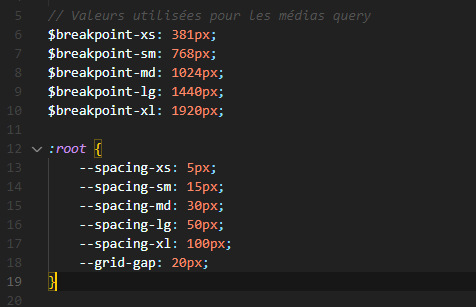 5 // Valeurs utilisées pour les médias query
6 $breakpoint-xs: 381px;
7 $breakpoint-sm: 768px;
8 $breakpoint-md: 1024px;
9 $breakpoint-lg: 1440px;
10 $breakpoint-xl: 1920px;
11
12 :root {
13 --spacing-xs: 5px;
14 --spacing-sm: 15px;
15 --spacing-md: 30px;
16 --spacing-lg: 50px;
17 --spacing-xl: 100px;
18 --grid-gap: 20px;
19 }
20